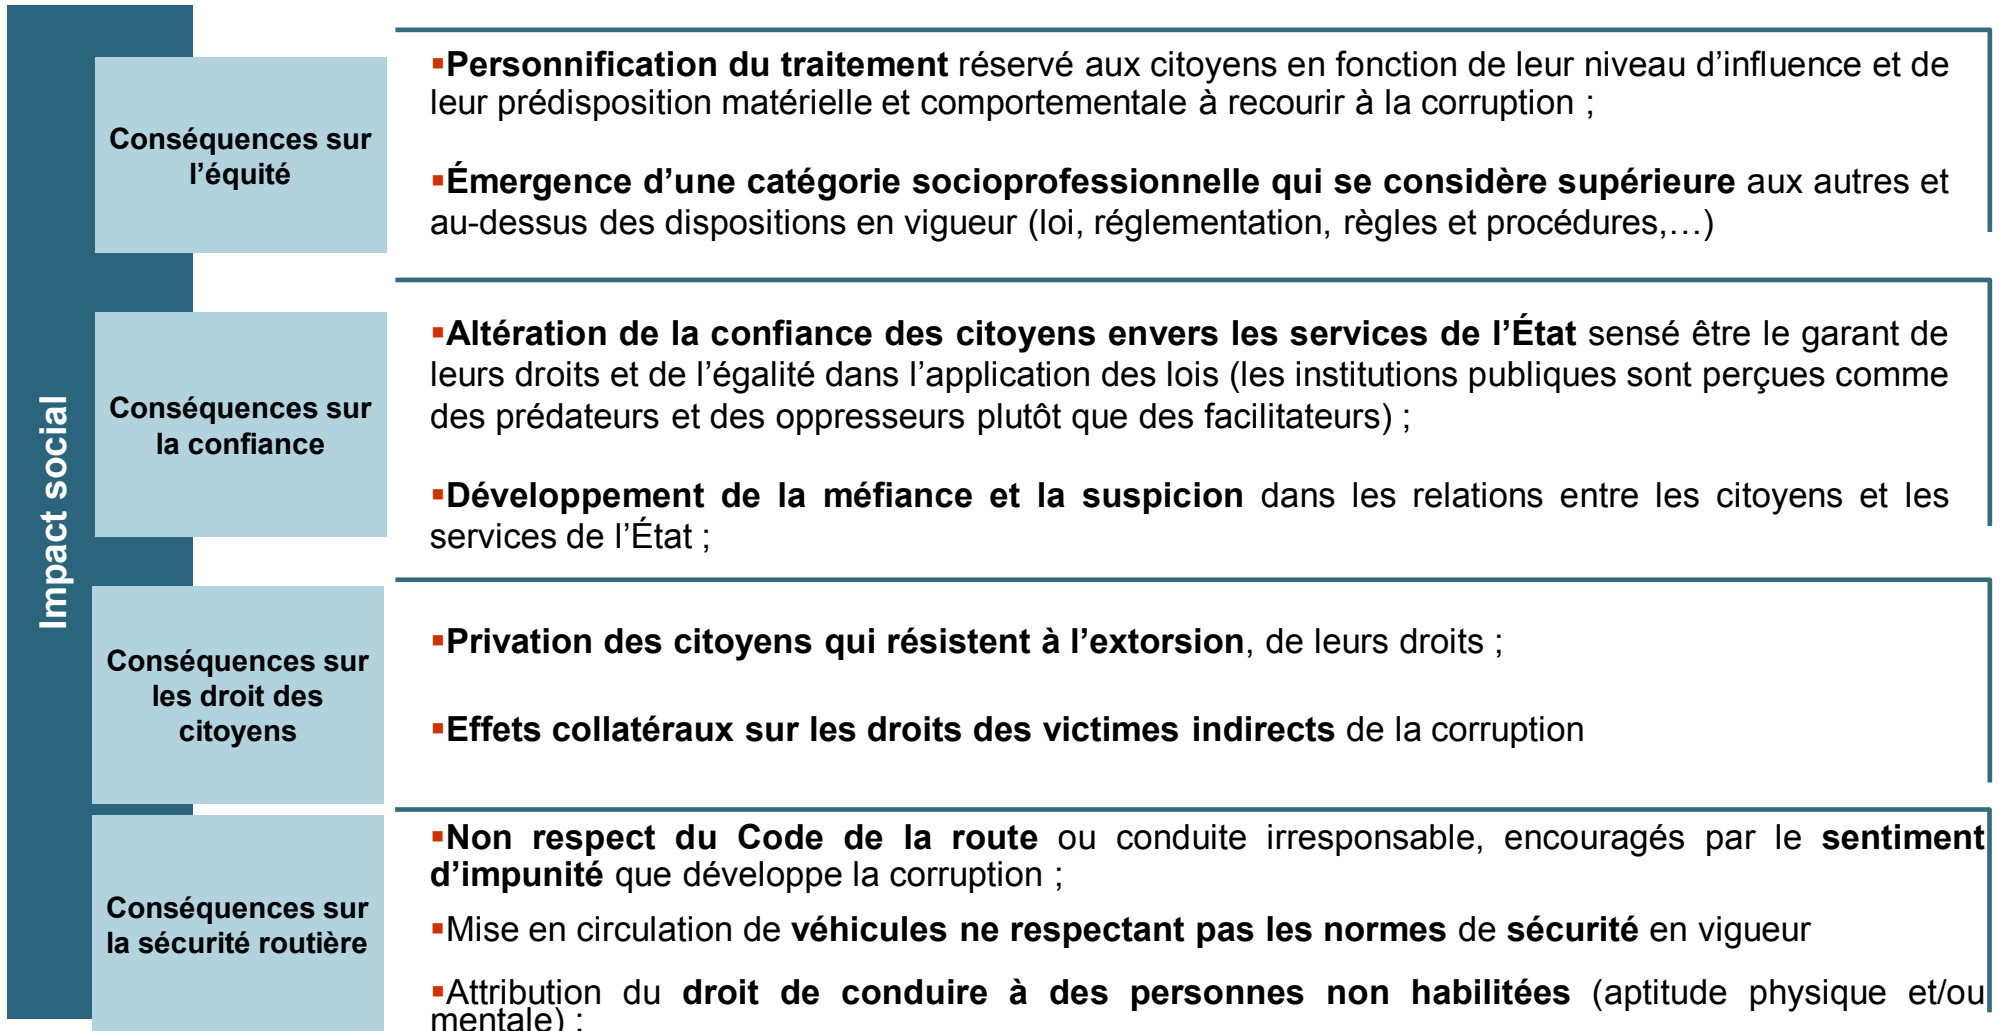 Impact social
Conséquences sur
l’équité
▪Personnification du traitement réservé aux citoyens en fonction de leur niveau d’influence et de
leur prédisposition matérielle et comportementale à recourir à la corruption ;
▪Émergence d’une catégorie socioprofessionnelle qui se considère supérieure aux autres et
au-dessus des dispositions en vigueur (loi, réglementation, règles et procédures,…)
Conséquences sur
la confiance
▪Altération de la confiance des citoyens envers les services de l’État sensé être le garant de
leurs droits et de l’égalité dans l’application des lois (les institutions publiques sont perçues comme
des prédateurs et des oppresseurs plutôt que des facilitateurs) ;
▪Développement de la méfiance et la suspicion dans les relations entre les citoyens et les
services de l’État ;
Conséquences sur
les droit des
citoyens
▪Privation des citoyens qui résistent à l’extorsion, de leurs droits ;
▪Effets collatéraux sur les droits des victimes indirects de la corruption
Conséquences sur
la sécurité routière
▪Non respect du Code de la route ou conduite irresponsable, encouragés par le sentiment
d’impunité que développe la corruption ;
▪Mise en circulation de véhicules ne respectant pas les normes de sécurité en vigueur
▪Attribution du droit de conduire à des personnes non habilitées (aptitude physique et/ou
mentale) ;